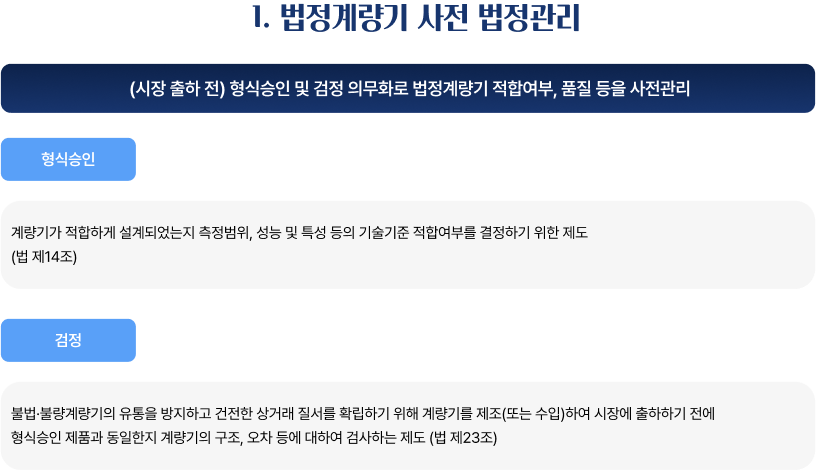 1. 법정계량기 사전 법정관리
(시장 출하 전) 형식승인 및 검정 의무화로 법정계량기 적합여부, 품질 등을 사전관리
형식승인
계량기가 적합하게 설계되었는지 측정범위, 성능 및 특성 등의 기술기준 적합여부를 결정하기 위한 제도
(법 제14조)
검정
불법·불량계량기의 유통을 방지하고 건전한 상거래 질서를 확립하기 위해 계량기를 제조(또는 수입)하여 시장에 출하하기 전에
형식승인 제품과 동일한지 계량기의 구조, 오차 등에 대하여 검사하는 제도 (법 제23조)